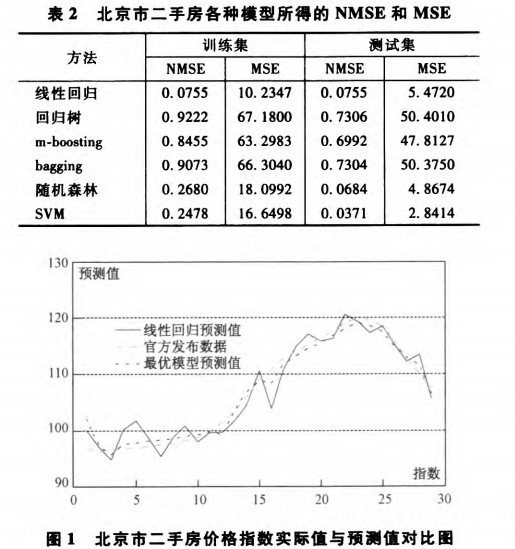 表 2 北京市二手房各种模型所得的 NMSE 和 MSE
方法 训练集 测试集
NMSE MSE NMSE MSE
线性回归 0.0755 10.2347 0.0755 5.4720
回归树 0.9222 67.1800 0.7306 50.4010
m-boosting 0.8455 63.2983 0.6992 47.8127
bagging 0.9073 66.3040 0.7304 50.3750
随机森林 0.2680 18.0992 0.0684 4.8674
SVM 0.2478 16.6498 0.0371 2.8414
130
预测值
120
线性回归预测值
官方发布数据
110
最优模型预测值
100
90
指数
0 5 10 15 20 25 30
图 1 北京市二手房价格指数实际值与预测值对比图